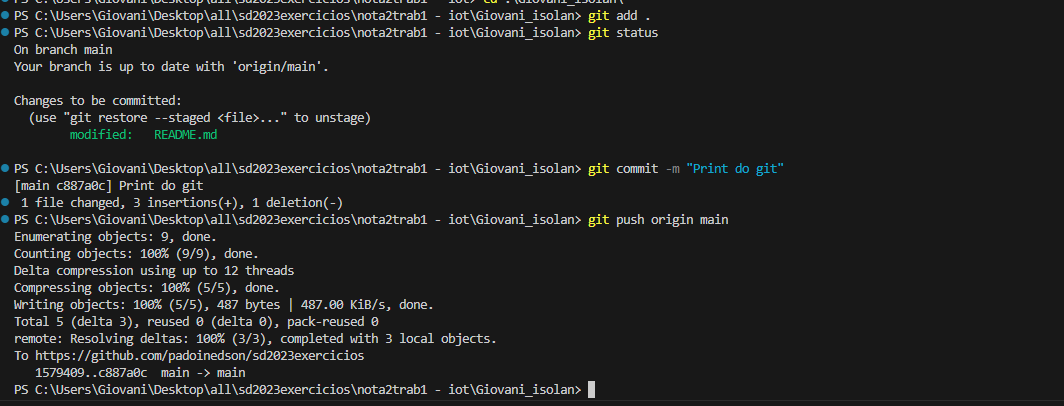 PS C:\Users\Giovani\Desktop\all\sd2023exercicios\nota2trab1 - iot> cd .\Giovani_isolan\
PS C:\Users\Giovani\Desktop\all\sd2023exercicios\nota2trab1 - iot\Giovani_isolan> git add .
PS C:\Users\Giovani\Desktop\all\sd2023exercicios\nota2trab1 - iot\Giovani_isolan> git status
On branch main
Your branch is up to date with 'origin/main'.
Changes to be committed:
(use "git restore --staged <file>..." to unstage)
modified: README.md
PS C:\Users\Giovani\Desktop\all\sd2023exercicios\nota2trab1 - iot\Giovani_isolan> git commit -m "Print do git"
[main c887a0c] Print do git
1 file changed, 3 insertions(+), 1 deletion(-)
PS C:\Users\Giovani\Desktop\all\sd2023exercicios\nota2trab1 - iot\Giovani_isolan> git push origin main
Enumerating objects: 9, done.
Counting objects: 100% (9/9), done.
Delta compression using up to 12 threads
Compressing objects: 100% (5/5), done.
Writing objects: 100% (5/5), 487 bytes | 487.00 KiB/s, done.
Total 5 (delta 3), reused 0 (delta 0), pack-reused 0
remote: Resolving deltas: 100% (3/3), completed with 3 local objects.
To https://github.com/padoinedson/sd2023exercicios
1579409..c887a0c main -> main
PS C:\Users\Giovani\Desktop\all\sd2023exercicios\nota2trab1 - iot\Giovani_isolan>